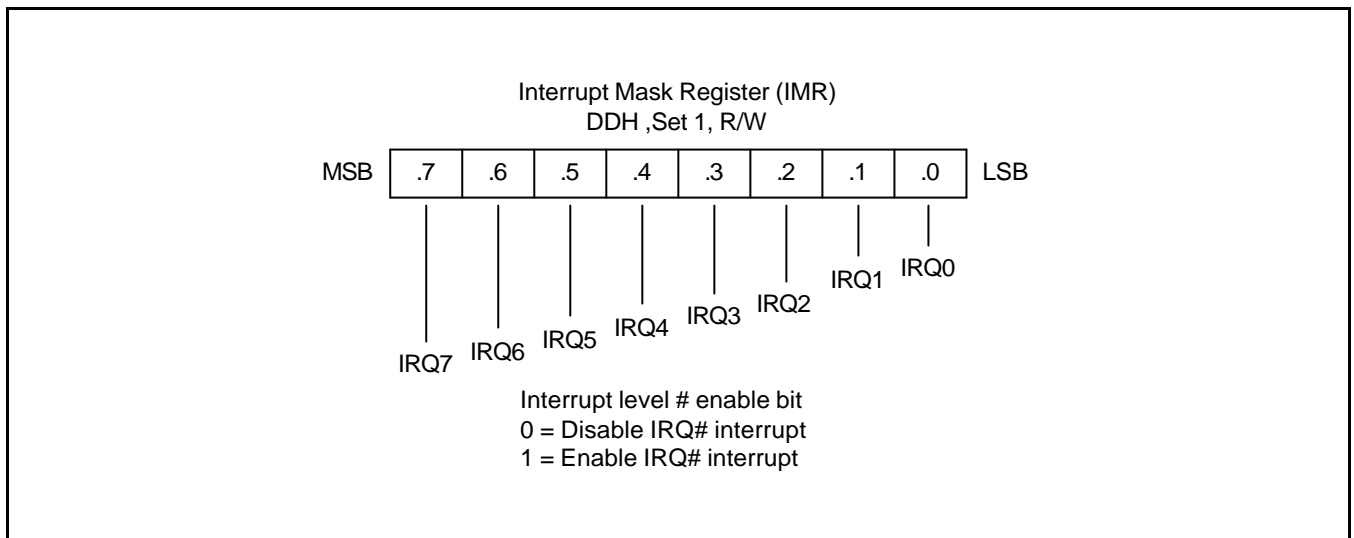 Interrupt Mask Register (IMR)
DDH ,Set 1, R/W
MSB .7 .6 .5 .4 .3 .2 .1 .0 LSB
IRQ7 IRQ6 IRQ5 IRQ4 IRQ3 IRQ2 IRQ1 IRQ0
Interrupt level # enable bit
0 = Disable IRQ# interrupt
1 = Enable IRQ# interrupt